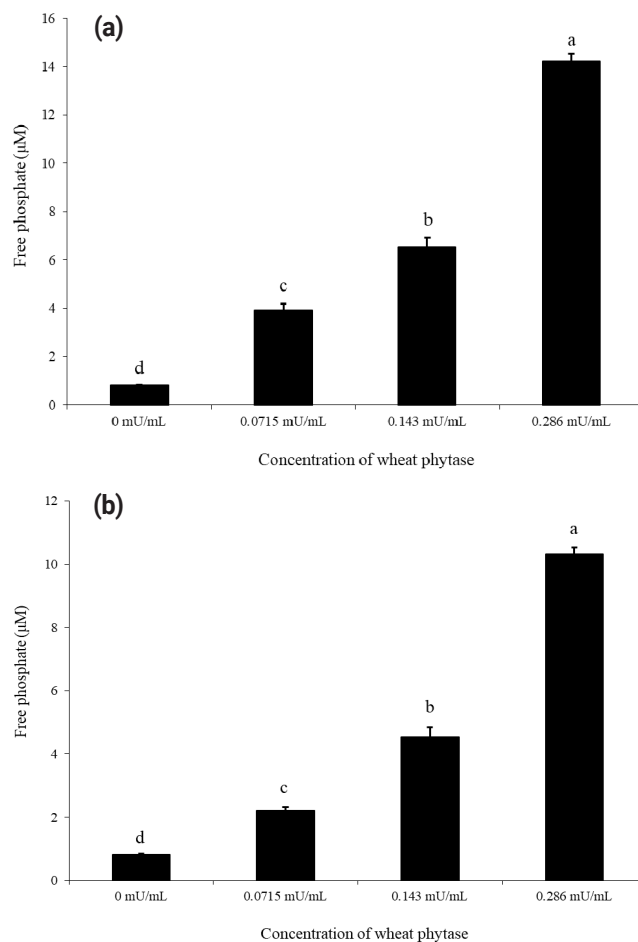 (a)
16
14
12
10
8
6
4
2
0
Free phosphate (µM)
d
c
b
a
0 mU/mL 0.0715 mU/mL 0.143 mU/mL 0.286 mU/mL
Concentration of wheat phytase
(b)
12
10
8
6
4
2
0
Free phosphate (µM)
d
c
b
a
0 mU/mL 0.0715 mU/mL 0.143 mU/mL 0.286 mU/mL
Concentration of wheat phytase